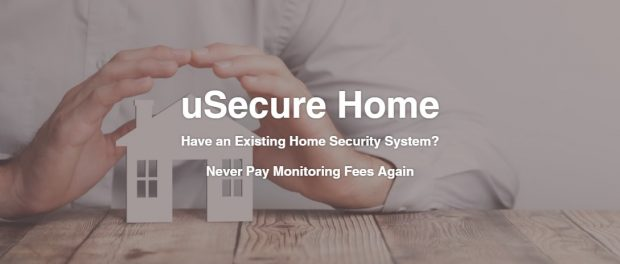 uSecure Home
Have an Existing Home Security System?
Never Pay Monitoring Fees Again